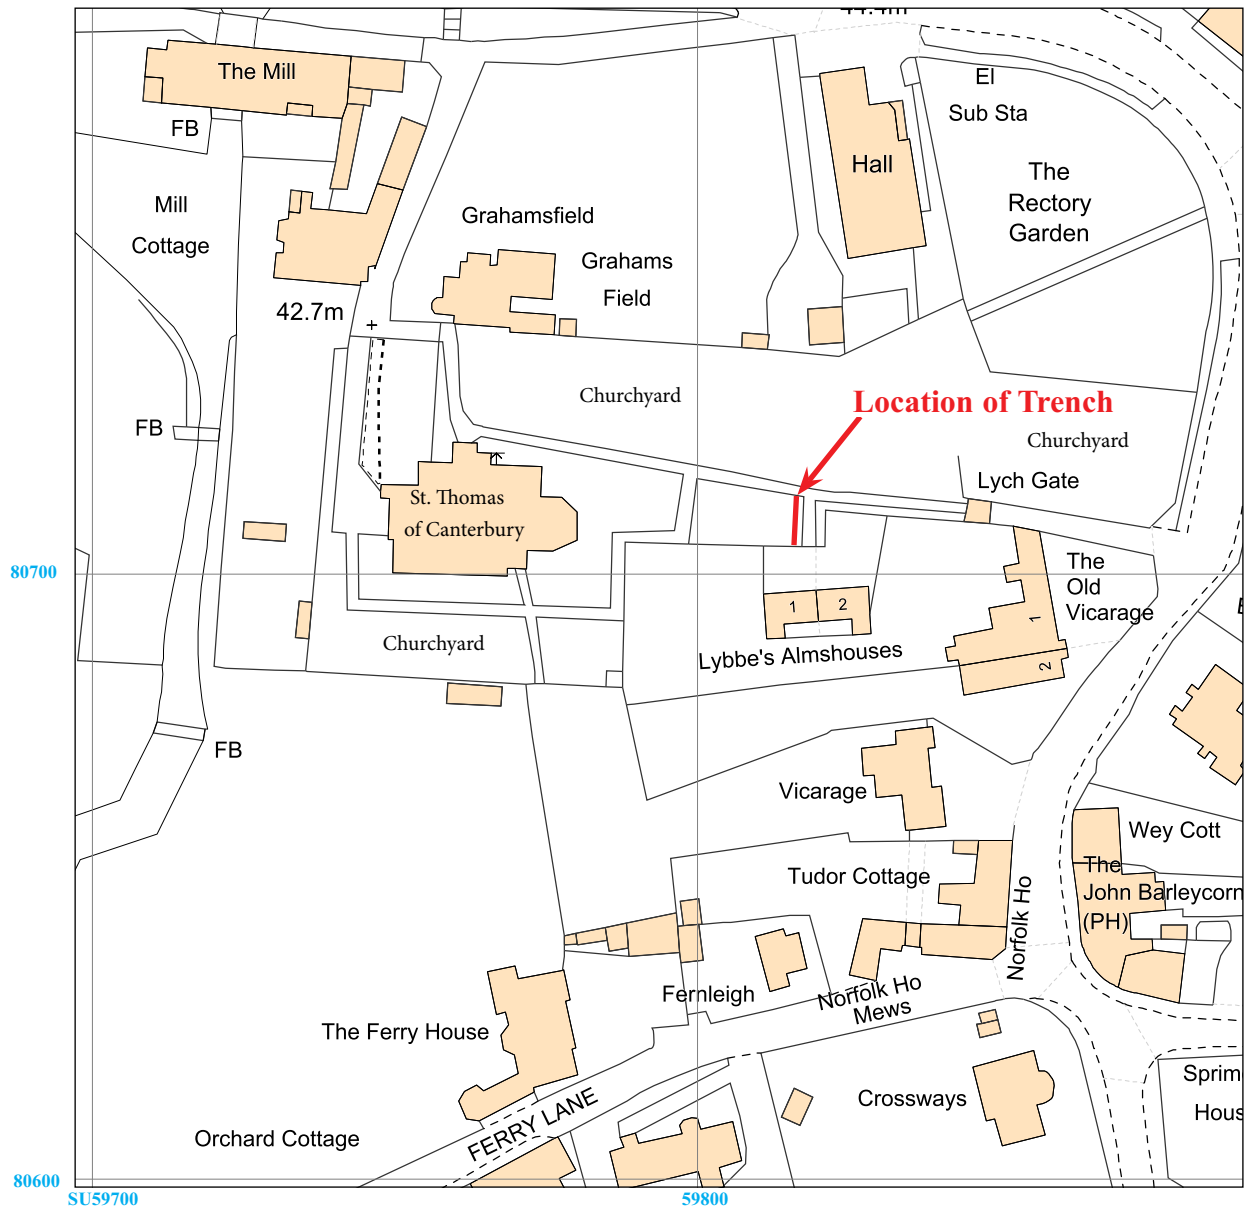 44.4m
The Mill
El
Sub Sta
FB
Hall
The
Rectory
Garden
Mill
Cottage
Grahamsfield
Grahams
Field
42.7m
Churchyard
Location of Trench
FB
Churchyard
Lych Gate
St. Thomas
of Canterbury
80700
The
Old
Vicarage
1
2
1
2
Churchyard
Lybbe's Almshouses
FB
Vicarage
Wey Cott
Tudor Cottage
The
John Barleycorn
(PH)
Norfolk Ho
Fernleigh
Norfolk Ho
Mews
The Ferry House
Crossways
Sprim
Hous
FERRY LANE
Orchard Cottage
80600
SU59700
59800